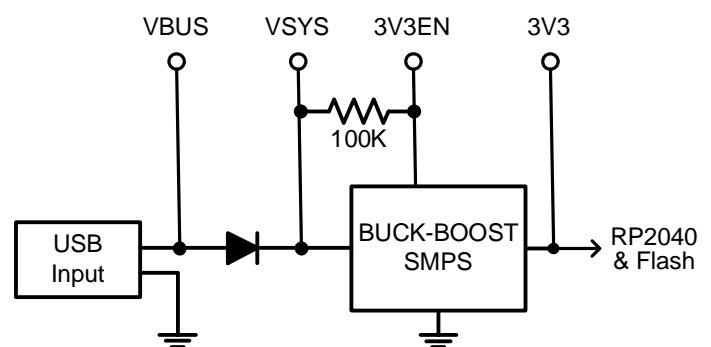 VBUS VSYS 3V3EN 3V3
100K
USB
Input
BUCK-BOOST
SMPS
RP2040
& Flash